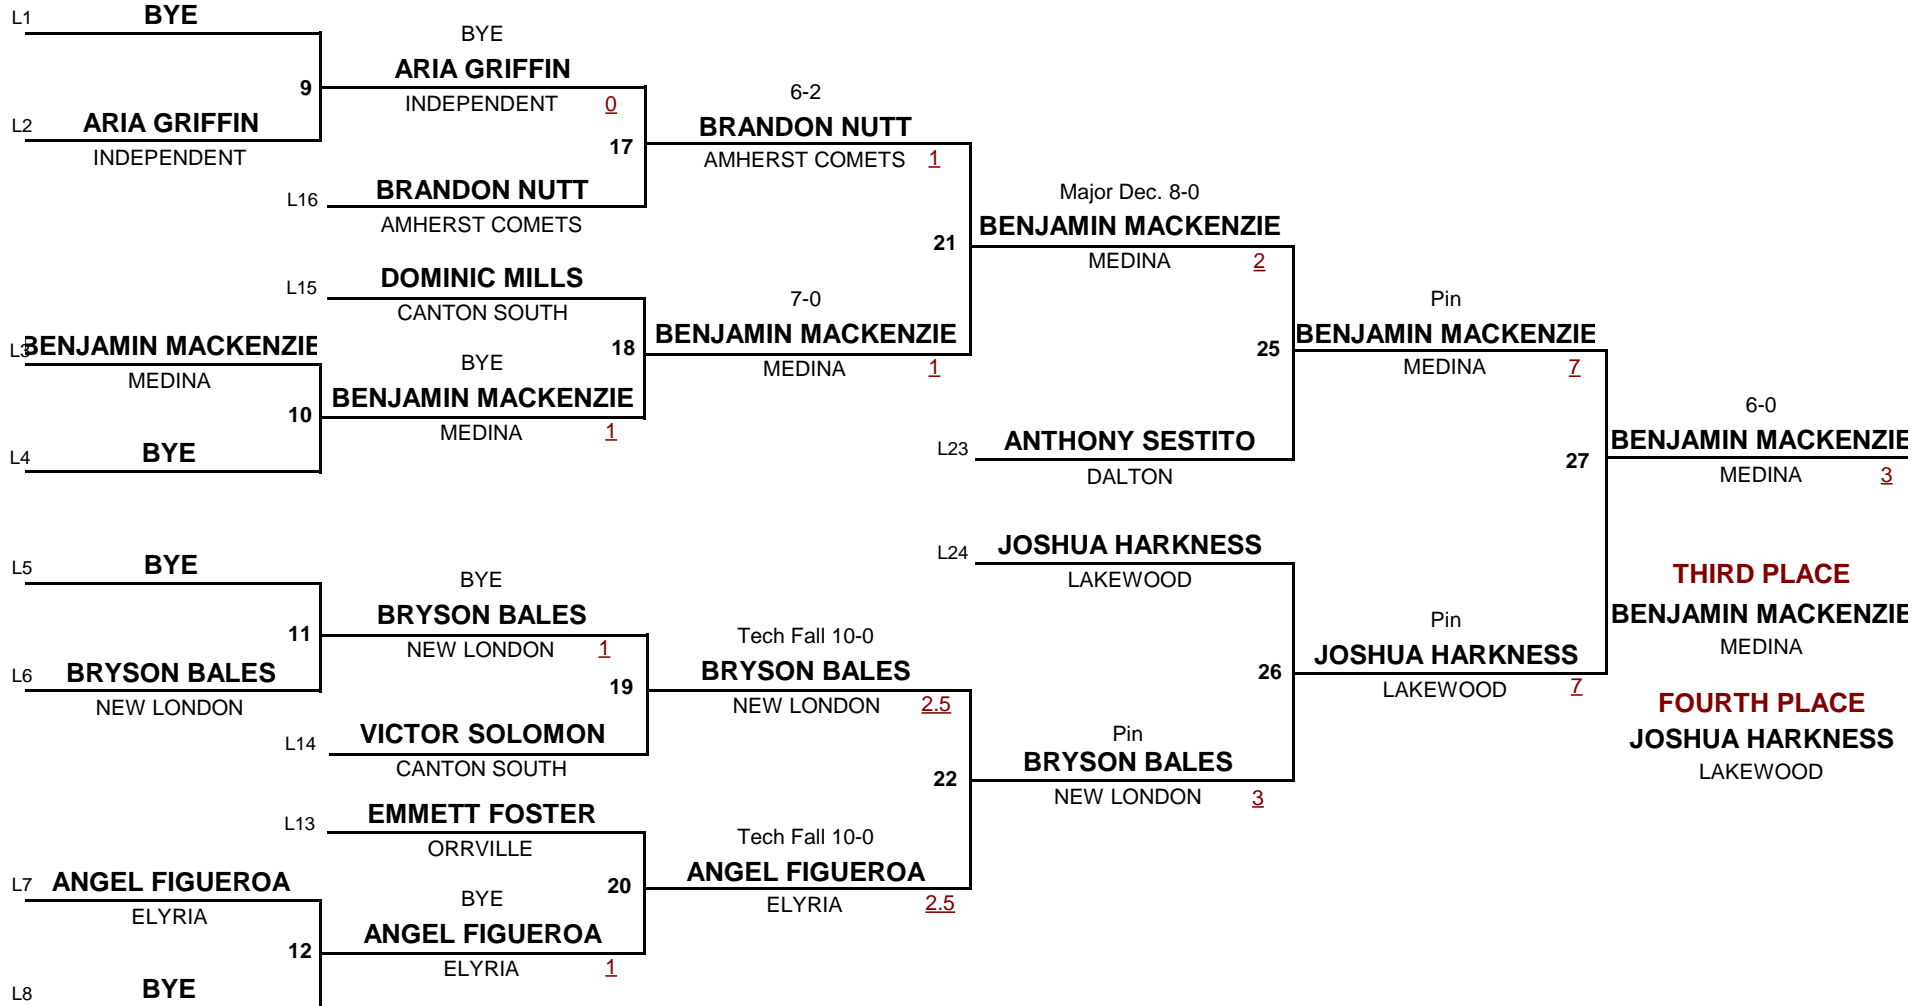 L1 BYE
BYE
ARIA GRIFFIN
9
INDEPENDENT 0
L2 ARIA GRIFFIN
INDEPENDENT
6-2
BRANDON NUTT
17
AMHERST COMETS 1
L16 BRANDON NUTT
AMHERST COMETS
Major Dec. 8-0
BENJAMIN MACKENZIE
21
MEDINA 2
L15 DOMINIC MILLS
CANTON SOUTH
7-0
BENJAMIN MACKENZIE
18
MEDINA 1
L3 BENJAMIN MACKENZIE
MEDINA
BYE
BENJAMIN MACKENZIE
10
MEDINA 1
L4 BYE
Pin
BENJAMIN MACKENZIE
25
MEDINA 7
L23 ANTHONY SESTITO
DALTON
6-0
BENJAMIN MACKENZIE
27
MEDINA 3
L24 JOSHUA HARKNESS
LAKEWOOD
L5 BYE
BYE
BRYSON BALES
11
NEW LONDON 1
L6 BRYSON BALES
NEW LONDON
Tech Fall 10-0
BRYSON BALES
19
NEW LONDON 2.5
L14 VICTOR SOLOMON
CANTON SOUTH
Pin
JOSHUA HARKNESS
26
LAKEWOOD 7
Pin
BRYSON BALES
22
NEW LONDON 3
L13 EMMETT FOSTER
ORRVILLE
Tech Fall 10-0
ANGEL FIGUEROA
20
ELYRIA 2.5
L7 ANGEL FIGUEROA
ELYRIA
BYE
ANGEL FIGUEROA
12
ELYRIA 1
L8 BYE
THIRD PLACE
BENJAMIN MACKENZIE
MEDINA
FOURTH PLACE
JOSHUA HARKNESS
LAKEWOOD